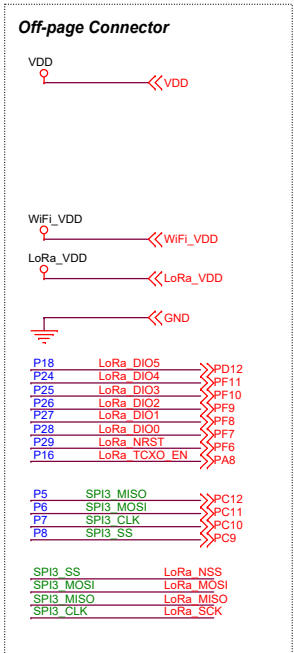 Off-page Connector
VDD
VDD
WiFi_VDD
WiFi_VDD
LoRa_VDD
LoRa_VDD
GND
P18 LoRa_DIO5 PD12
P24 LoRa_DIO4 PF11
P25 LoRa_DIO3 PF10
P26 LoRa_DIO2 PF9
P27 LoRa_DIO1 PF8
P28 LoRa_DIO0 PF7
P29 LoRa_NRST PF6
P16 LoRa_TCXO_EN PA8
P5 SPI3_MISO PC12
P6 SPI3_MOSI PC11
P7 SPI3_CLK PC10
P8 SPI3_SS PC9
SPI3_SS LoRa_NSS
SPI3_MOSI LoRa_MOSI
SPI3_MISO LoRa_MISO
SPI3_CLK LoRa_SCK